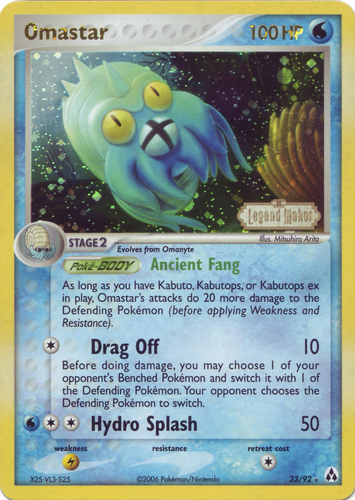 Omastar 100 HP
Legend Maker
Illus. Mitsuhiro Arita
STAGE2 Evolves from Omanyte
Poké-BODY Ancient Fang
As long as you have Kabuto, Kabutops, or Kabutops ex
in play, Omastar's attacks do 20 more damage to the
Defending Pokémon (before applying Weakness and
Resistance).
Drag Off 10
Before doing damage, you may choose 1 of your
opponent's Benched Pokémon and switch it with 1
of the Defending Pokémon. Your opponent chooses the
Defending Pokémon to switch.
Hydro Splash 50
weakness resistance retreat cost
X25-VL3-S25 ©2006 Pokémon/Nintendo 23/92 ★